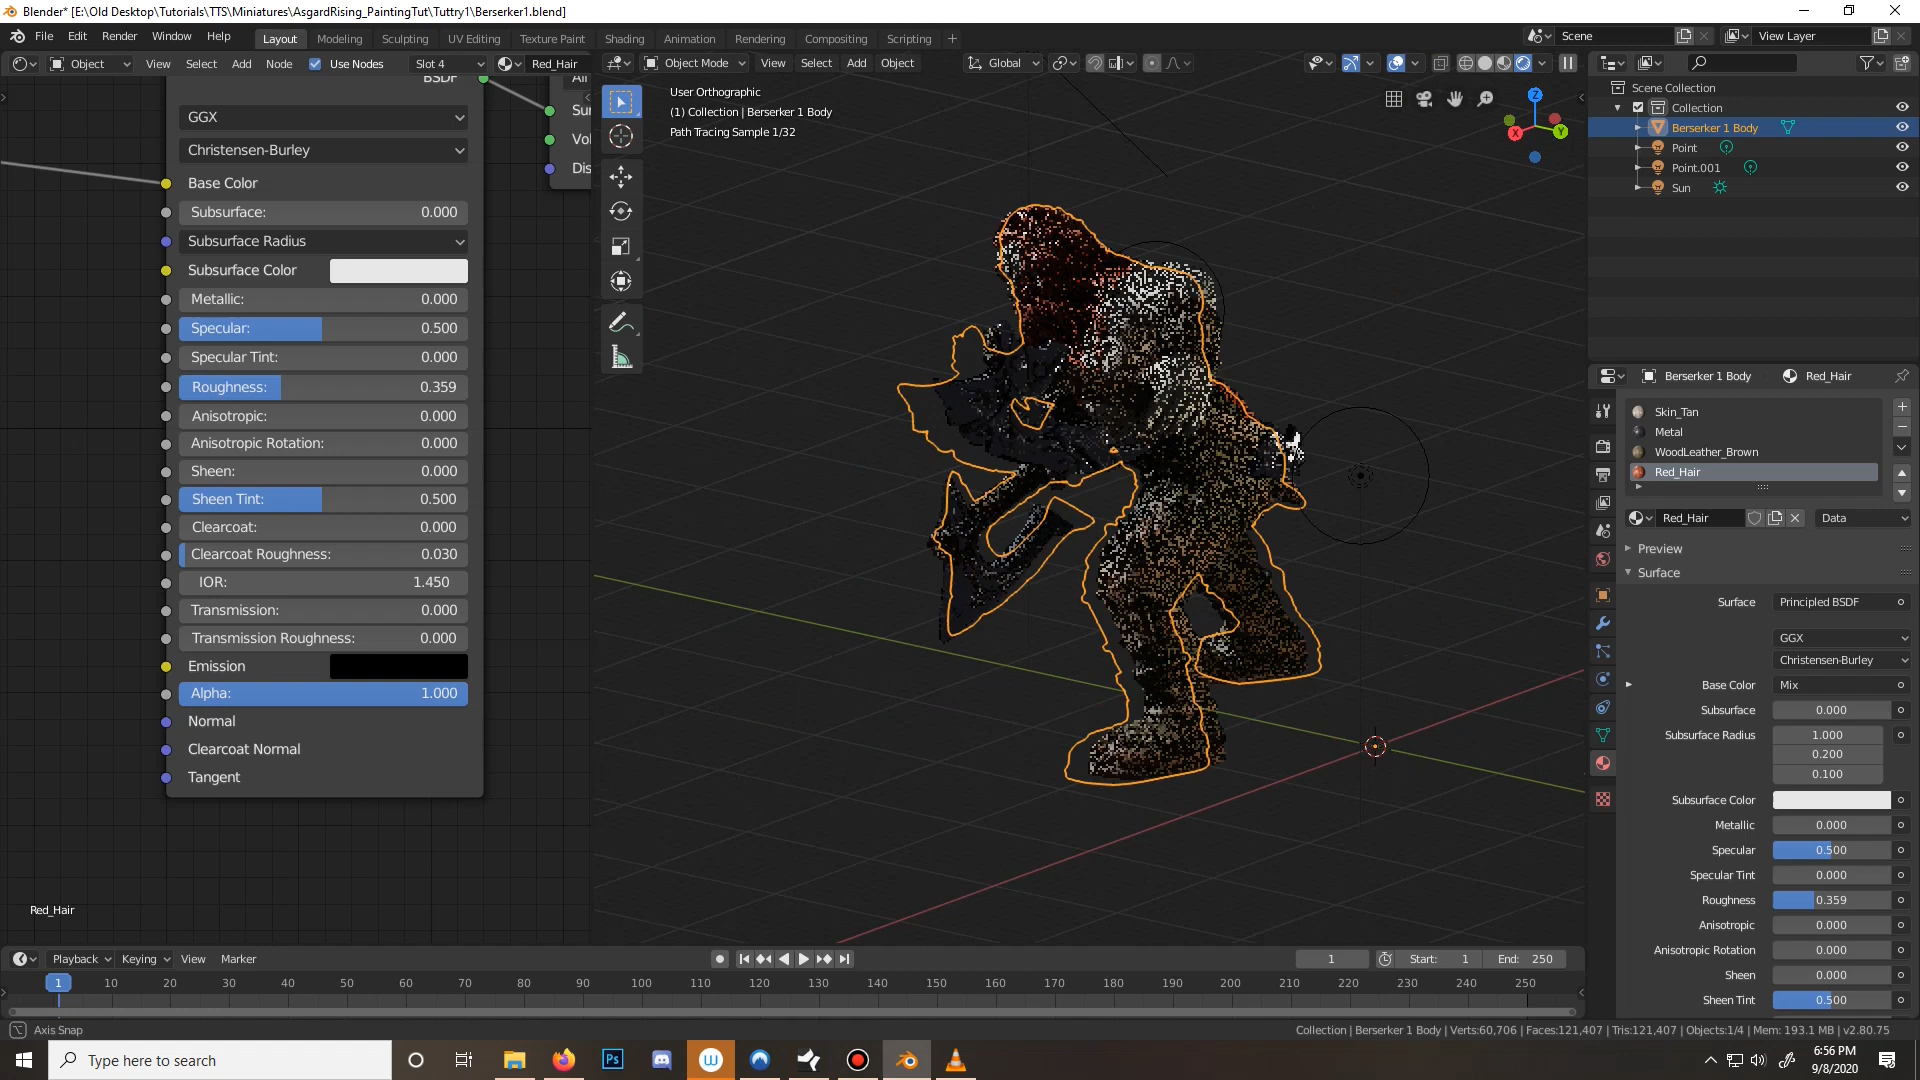 Blender* [E:\Old Desktop\Tutorials\TTS\Miniatures\AsgardRising_PaintingTut\Tuttry1\Berserker1.blend]
File Edit Render Window Help Layout Modeling Sculpting UV Editing Texture Paint Shading Animation Rendering Compositing Scripting + Scene View Layer
Object View Select Add Node Use Nodes Slot 4 Red_Hair
Object Mode View Select Add Object Global
BSDF
GGX
Christensen-Burley
Base Color
Subsurface: 0.000
Subsurface Radius
Subsurface Color
Metallic: 0.000
Specular: 0.500
Specular Tint: 0.000
Roughness: 0.359
Anisotropic: 0.000
Anisotropic Rotation: 0.000
Sheen: 0.000
Sheen Tint: 0.500
Clearcoat: 0.000
Clearcoat Roughness: 0.030
IOR: 1.450
Transmission: 0.000
Transmission Roughness: 0.000
Emission
Alpha: 1.000
Normal
Clearcoat Normal
Tangent
All
Sur
Vol
Dis
Red_Hair
User Orthographic
(1) Collection | Berserker 1 Body
Path Tracing Sample 1/32
Z
X
Y
Scene Collection
Collection
Berserker 1 Body
Point
Point.001
Sun
Berserker 1 Body Red_Hair
Skin_Tan
Metal
WoodLeather_Brown
Red_Hair
Red_Hair Data
Preview
Surface
Surface Principled BSDF
GGX
Christensen-Burley
Base Color Mix
Subsurface 0.000
Subsurface Radius 1.000
0.200
0.100
Subsurface Color
Metallic 0.000
Specular 0.500
Specular Tint 0.000
Roughness 0.359
Anisotropic 0.000
Anisotropic Rotation 0.000
Sheen 0.000
Sheen Tint 0.500
Playback Keying View Marker 1 Start: 1 End: 250
1 10 20 30 40 50 60 70 80 90 100 110 120 130 140 150 160 170 180 190 200 210 220 230 240 250
Axis Snap
Collection | Berserker 1 Body | Verts:60,706 | Faces:121,407 | Tris:121,407 | Objects:1/4 | Mem: 193.1 MB | v2.80.75
Type here to search
Ps
W
6:56 PM
9/8/2020